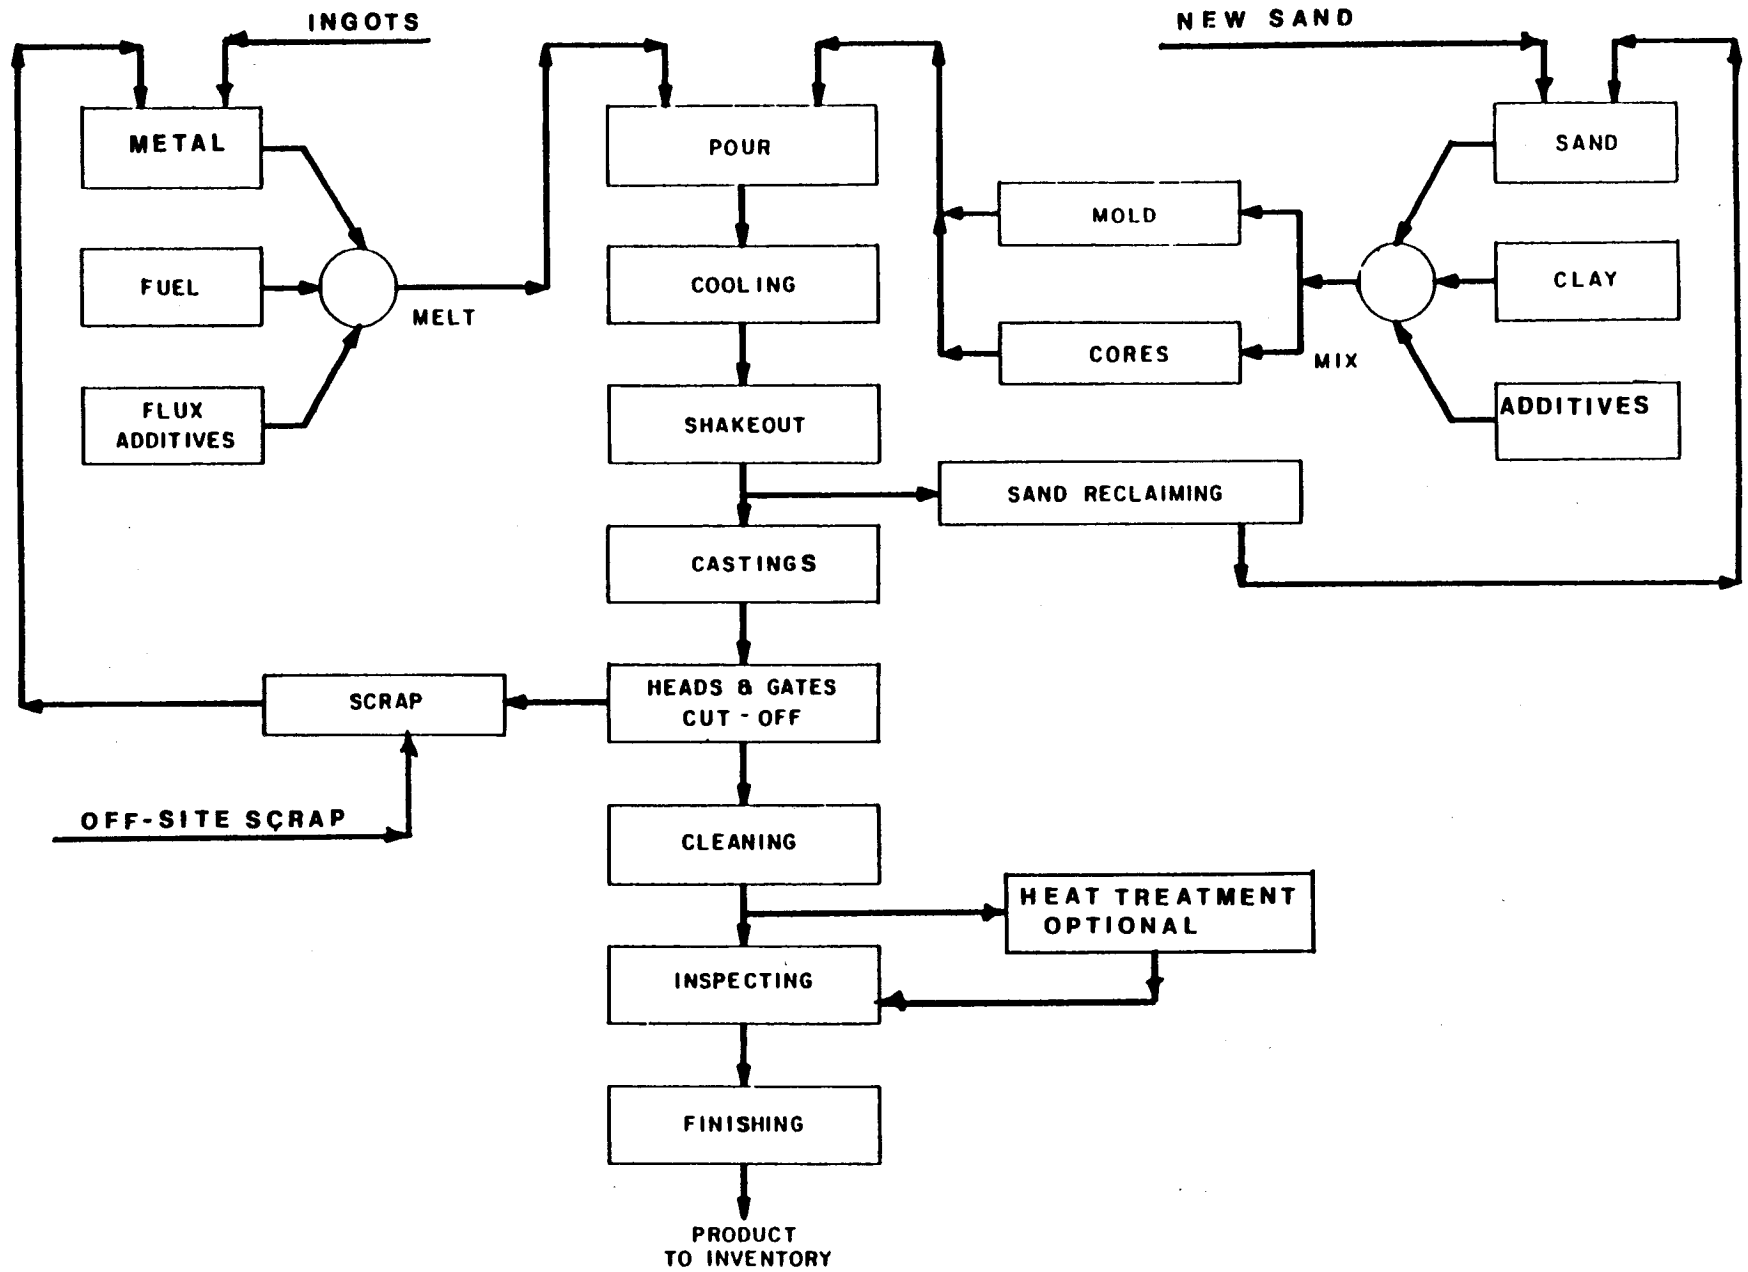 INGOTS
NEW SAND
METAL
POUR
SAND
MOLD
FUEL
COOLING
CLAY
MELT
CORES
MIX
FLUX
ADDITIVES
SHAKEOUT
ADDITIVES
SAND RECLAIMING
CASTINGS
SCRAP
HEADS & GATES
CUT - OFF
OFF-SITE SCRAP
CLEANING
HEAT TREATMENT
OPTIONAL
INSPECTING
FINISHING
PRODUCT
TO INVENTORY